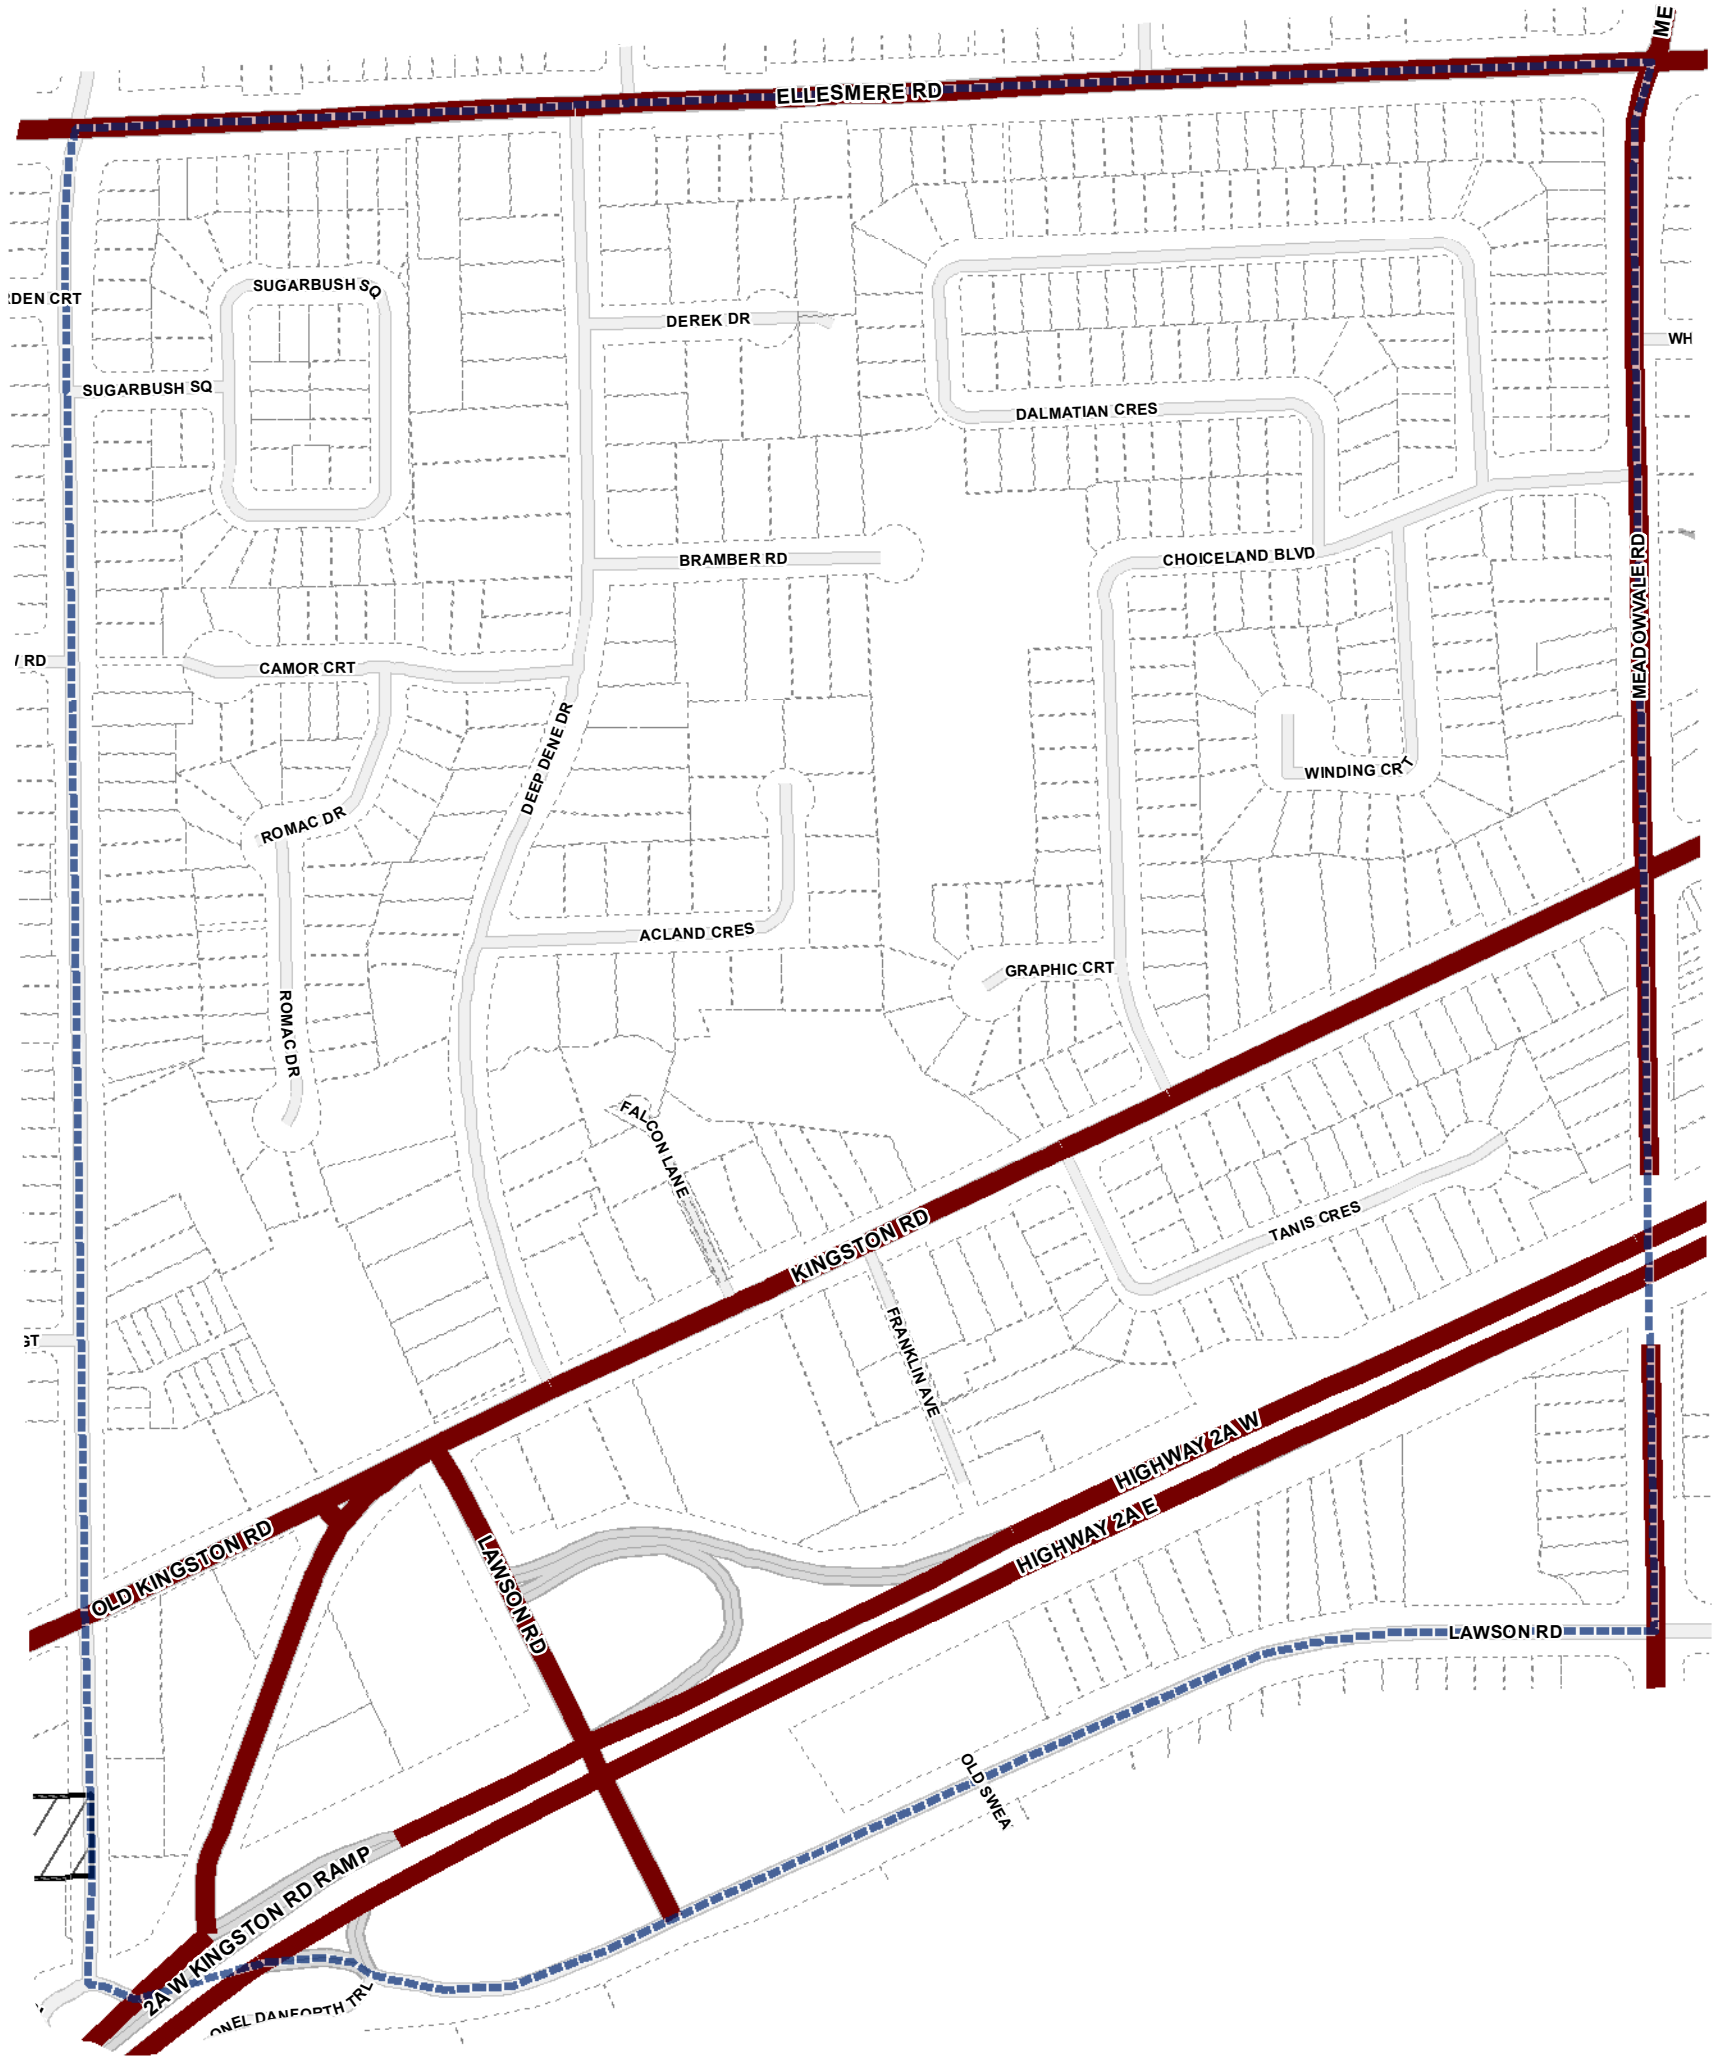 ME
ELLESMERE RD
SUGARBUSH SQ
RDEN CRT
DEREK DR
WH
SUGARBUSH SQ
DALMATIAN CRES
BRAMBER RD
CHOICELAND BLVD
MEADOWVALE RD
/ RD
CAMOR CRT
DEEP DENE DR
WINDING CRT
ROMAC DR
ACLAND CRES
GRAPHIC CRT
ROMAC DR
FALCON LANE
KINGSTON RD
TANIS CRES
GT
FRANKLIN AVE
HIGHWAY 2A W
HIGHWAY 2A E
OLD KINGSTON RD
LAWSON RD
LAWSON RD
OLD SWEA
2A W KINGSTON RD RAMP
ONEL DANFORTH TRL